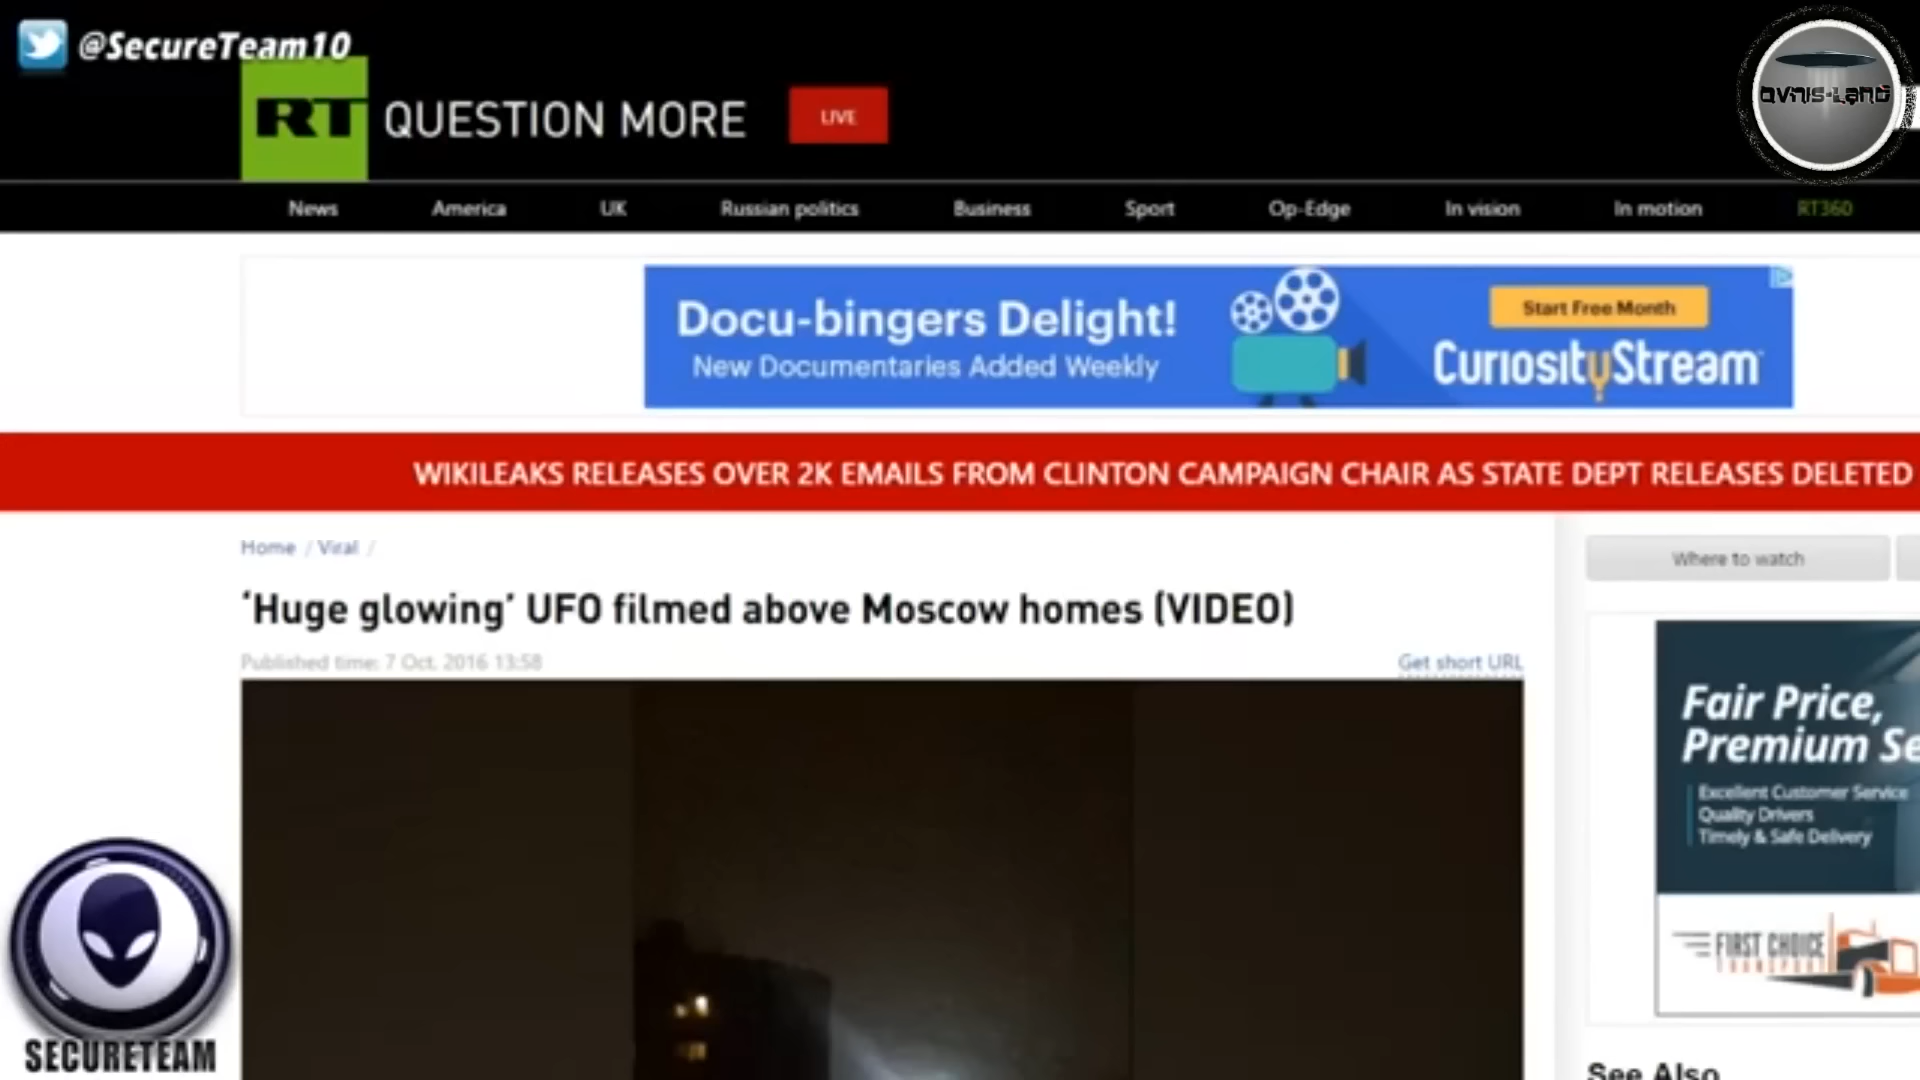 @SecureTeam10
RT QUESTION MORE
LIVE
OVNIS-LAND
News America UK Russian politics Business Sport Op-Edge In vision In motion RT360
Docu-bingers Delight!
New Documentaries Added Weekly
Start Free Month
CuriosityStream
WIKILEAKS RELEASES OVER 2K EMAILS FROM CLINTON CAMPAIGN CHAIR AS STATE DEPT RELEASES DELETED
Home / Viral /
Where to watch
‘Huge glowing’ UFO filmed above Moscow homes (VIDEO)
Published time: 7 Oct, 2016 13:58
Get short URL
Fair Price,
Premium Se
Excellent Customer Service
Quality Drivers
Timely & Safe Delivery
FIRST CHOICE
TRANSPORT
See Also
SECURETEAM